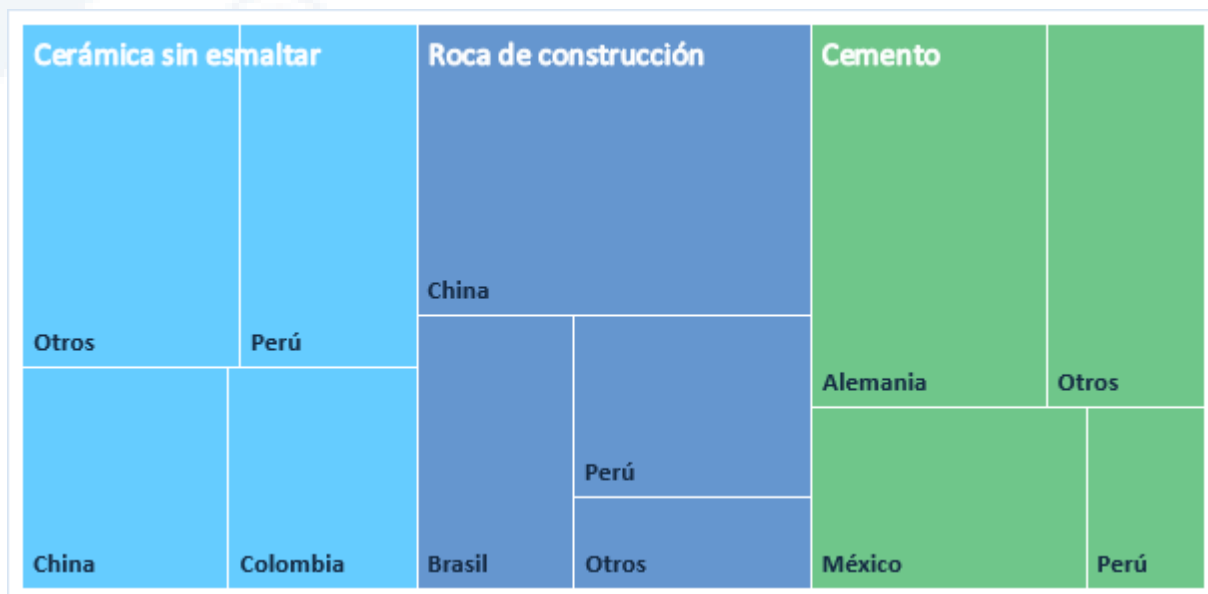 Cerámica sin esmaltar
Otros
Perú
China
Colombia
Roca de construcción
China
Brasil
Perú
Otros
Cemento
Alemania
Otros
México
Perú